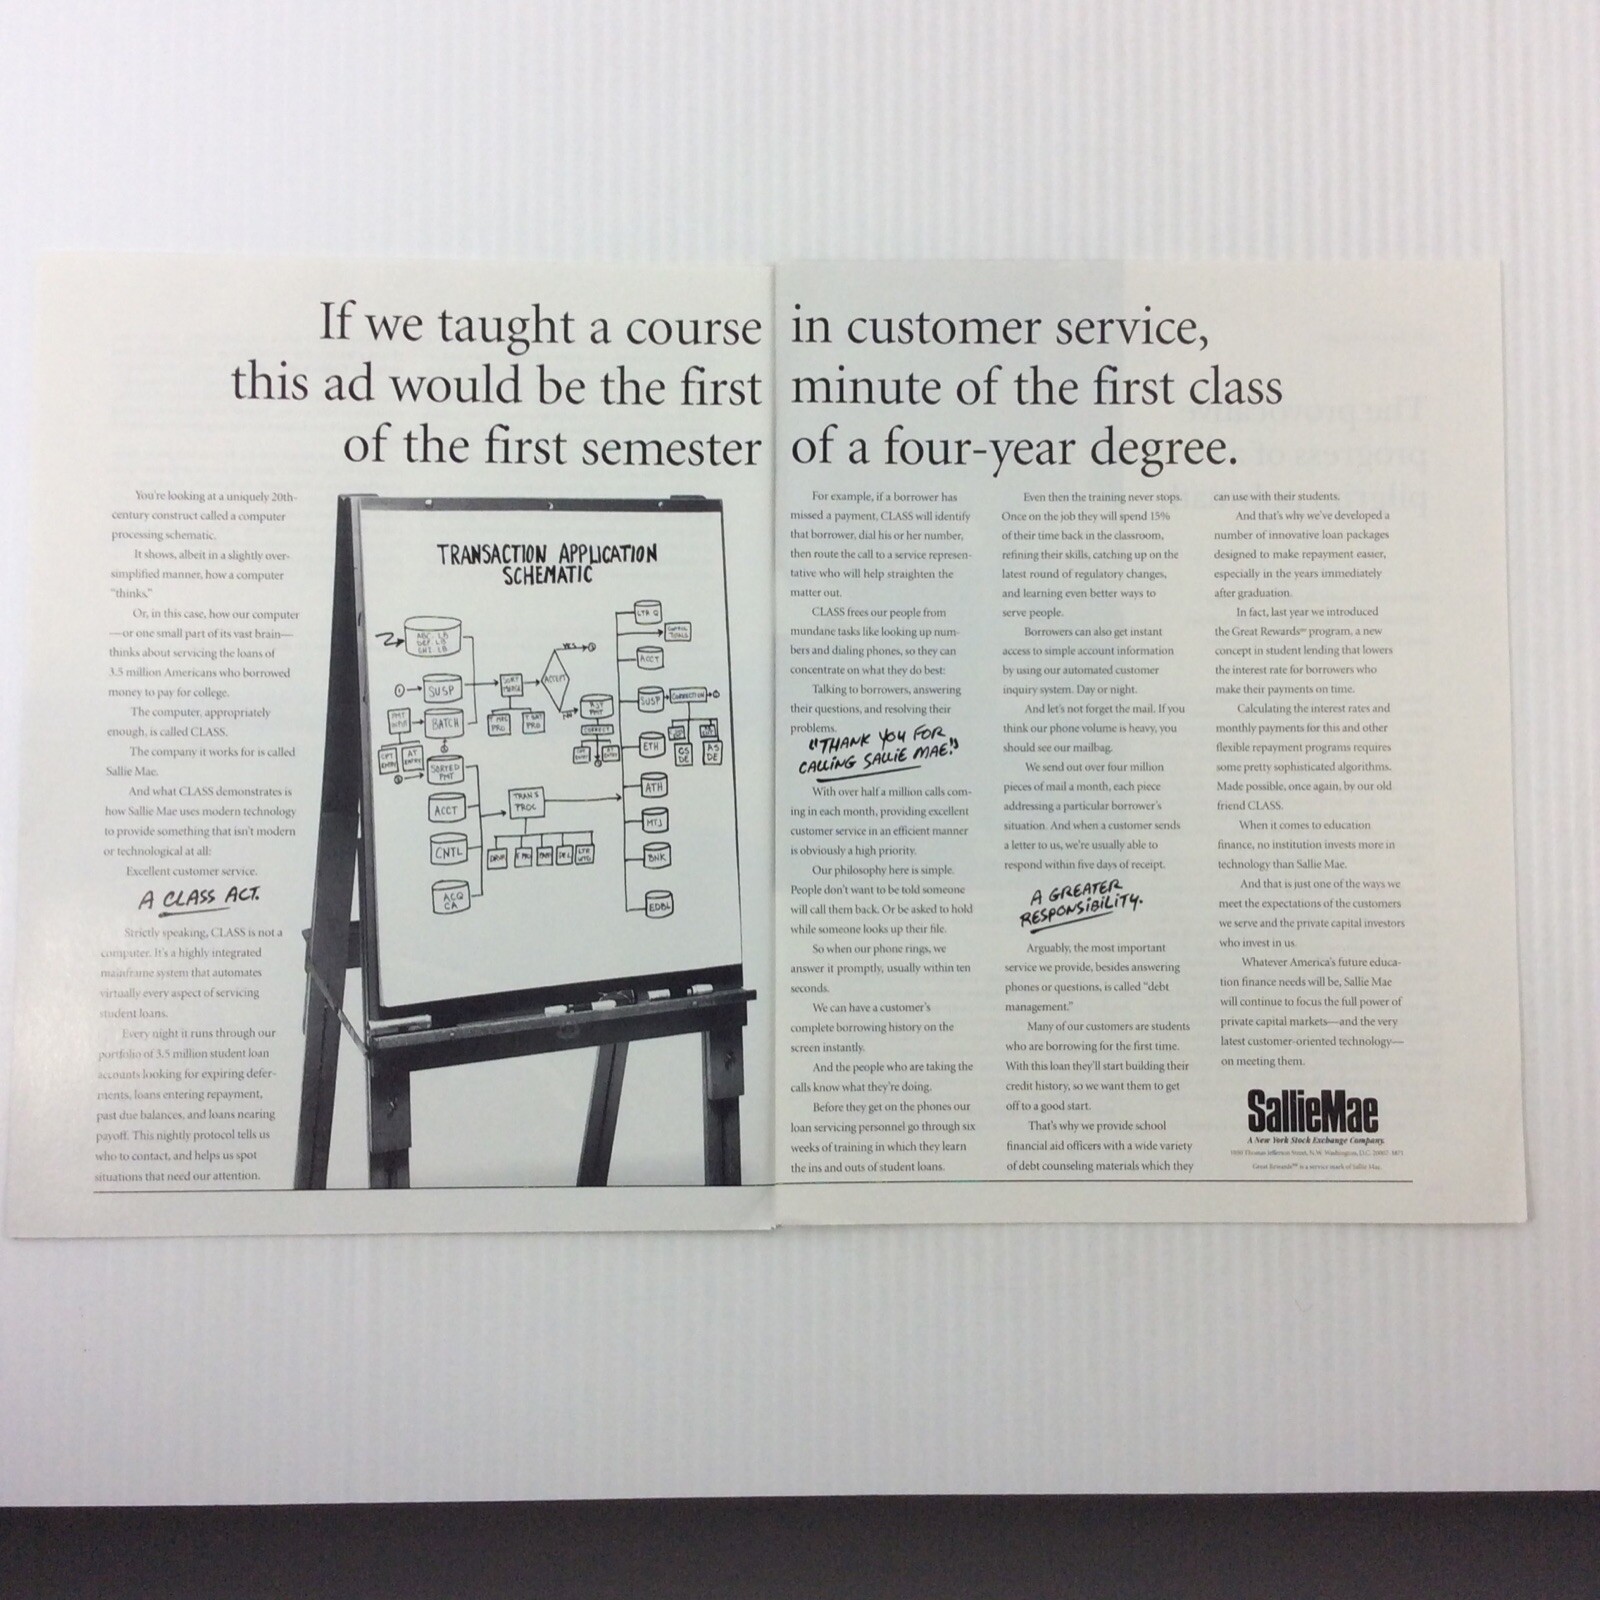 If we taught a course in customer service,
this ad would be the first minute of the first class
of the first semester of a four-year degree.
You're looking at a uniquely 20th-
century construct called a computer
processing schematic.
It shows, albeit in a slightly over-
simplified manner, how a computer
"thinks."
Or, in this case, how our computer
—or one small part of its vast brain—
thinks about servicing the loans of
3.5 million Americans who borrowed
money to pay for college.
The computer, appropriately
enough, is called CLASS.
The company it works for is called
Sallie Mae.
And what CLASS demonstrates is
how Sallie Mae uses modern technology
to provide something that isn't modern
or technological at all:
Excellent customer service.
A CLASS ACT.
Strictly speaking, CLASS is not a
computer. It's a highly integrated
mainframe system that automates
virtually every aspect of servicing
student loans.
Every night it runs through our
portfolio of 3.5 million student loan
accounts looking for expiring defer-
ments, loans entering repayment,
past due balances, and loans nearing
payoff. This nightly protocol tells us
who to contact, and helps us spot
situations that need our attention.
TRANSACTION APPLICATION
SCHEMATIC
SUSP
BATCH
SORTED
PMT
ACCT
CNTL
ACQ
CA
SORT
MERGE
ACCEPT
YES
NO
TRANS
PROC
LTR Q
ACCT
SUSP
CORRECTION
ETH
ATH
MTI
BNK
EDBL
GS
DE
AS
DE
For example, if a borrower has
missed a payment, CLASS will identify
that borrower, dial his or her number,
then route the call to a service represen-
tative who will help straighten the
matter out.
CLASS frees our people from
mundane tasks like looking up num-
bers and dialing phones, so they can
concentrate on what they do best:
Talking to borrowers, answering
their questions, and resolving their
problems.
"THANK YOU FOR
CALLING SALLIE MAE."
With over half a million calls com-
ing in each month, providing excellent
customer service in an efficient manner
is obviously a high priority.
Our philosophy here is simple.
People don't want to be told someone
will call them back. Or be asked to hold
while someone looks up their file.
So when our phone rings, we
answer it promptly, usually within ten
seconds.
We can have a customer's
complete borrowing history on the
screen instantly.
And the people who are taking the
calls know what they're doing.
Before they get on the phones our
loan servicing personnel go through six
weeks of training in which they learn
the ins and outs of student loans.
Even then the training never stops.
Once on the job they will spend 15%
of their time back in the classroom,
refining their skills, catching up on the
latest round of regulatory changes,
and learning even better ways to
serve people.
Borrowers can also get instant
access to simple account information
by using our automated customer
inquiry system. Day or night.
And let's not forget the mail. If you
think our phone volume is heavy, you
should see our mailbag.
We send out over four million
pieces of mail a month, each piece
addressing a particular borrower's
situation. And when a customer sends
a letter to us, we're usually able to
respond within five days of receipt.
A GREATER
RESPONSIBILITY.
Arguably, the most important
service we provide, besides answering
phones or questions, is called "debt
management."
Many of our customers are students
who are borrowing for the first time.
With this loan they'll start building their
credit history, so we want them to get
off to a good start.
That's why we provide school
financial aid officers with a wide variety
of debt counseling materials which they
can use with their students.
And that's why we've developed a
number of innovative loan packages
designed to make repayment easier,
especially in the years immediately
after graduation.
In fact, last year we introduced
the Great Rewards℠ program, a new
concept in student lending that lowers
the interest rate for borrowers who
make their payments on time.
Calculating the interest rates and
monthly payments for this and other
flexible repayment programs requires
some pretty sophisticated algorithms.
Made possible, once again, by our old
friend CLASS.
When it comes to education
finance, no institution invests more in
technology than Sallie Mae.
And that is just one of the ways we
meet the expectations of the customers
we serve and the private capital investors
who invest in us.
Whatever America's future educa-
tion finance needs will be, Sallie Mae
will continue to focus the full power of
private capital markets—and the very
latest customer-oriented technology—
on meeting them.
SallieMae
A New York Stock Exchange Company.
1050 Thomas Jefferson Street, N.W. Washington, D.C. 20007-3871
Great Rewards℠ is a service mark of Sallie Mae.